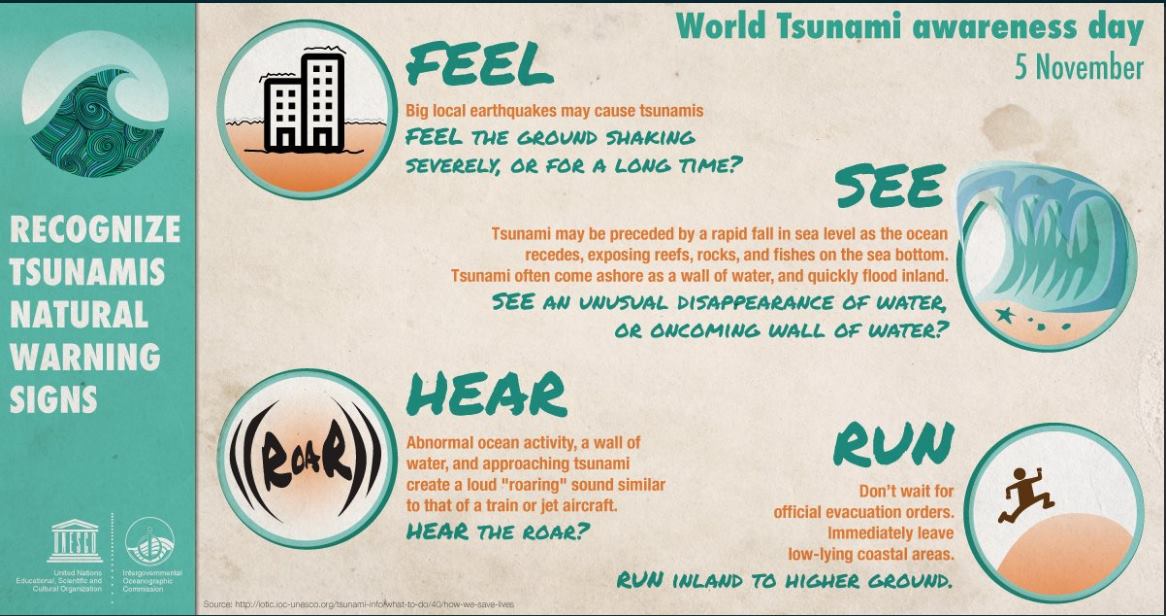 World Tsunami awareness day
5 November
RECOGNIZE
TSUNAMIS
NATURAL
WARNING
SIGNS
FEEL
Big local earthquakes may cause tsunamis
FEEL THE GROUND SHAKING
SEVERELY, OR FOR A LONG TIME?
SEE
Tsunami may be preceded by a rapid fall in sea level as the ocean
recedes, exposing reefs, rocks, and fishes on the sea bottom.
Tsunami often come ashore as a wall of water, and quickly flood inland.
SEE AN UNUSUAL DISAPPEARANCE OF WATER,
OR ONCOMING WALL OF WATER?
ROAR
HEAR
Abnormal ocean activity, a wall of
water, and approaching tsunami
create a loud "roaring" sound similar
to that of a train or jet aircraft.
HEAR THE ROAR?
RUN
Don't wait for
official evacuation orders.
Immediately leave
low-lying coastal areas.
RUN INLAND TO HIGHER GROUND.
UNESCO
United Nations
Educational, Scientific and
Cultural Organization
Intergovernmental
Oceanographic
Commission
Source: http://iotic.ioc-unesco.org/tsunami-info/what-to-do/40/how-we-save-lives